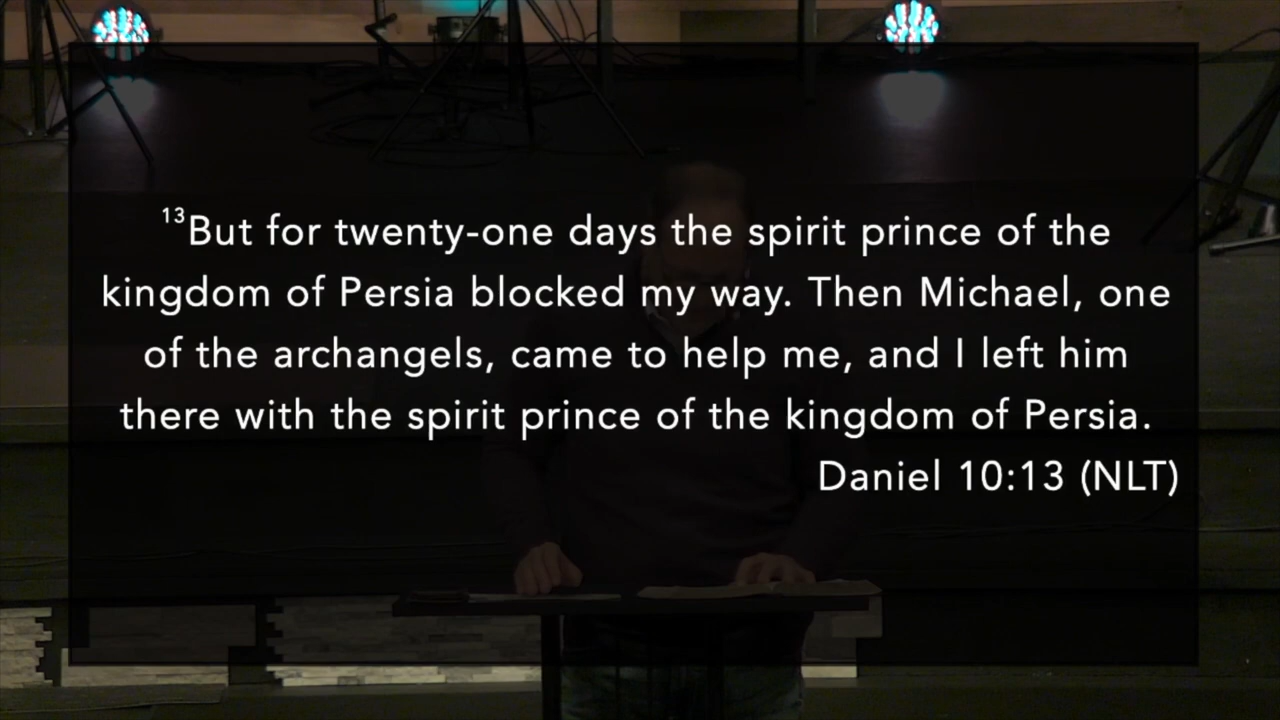 ¹³But for twenty-one days the spirit prince of the
kingdom of Persia blocked my way. Then Michael, one
of the archangels, came to help me, and I left him
there with the spirit prince of the kingdom of Persia.
Daniel 10:13 (NLT)